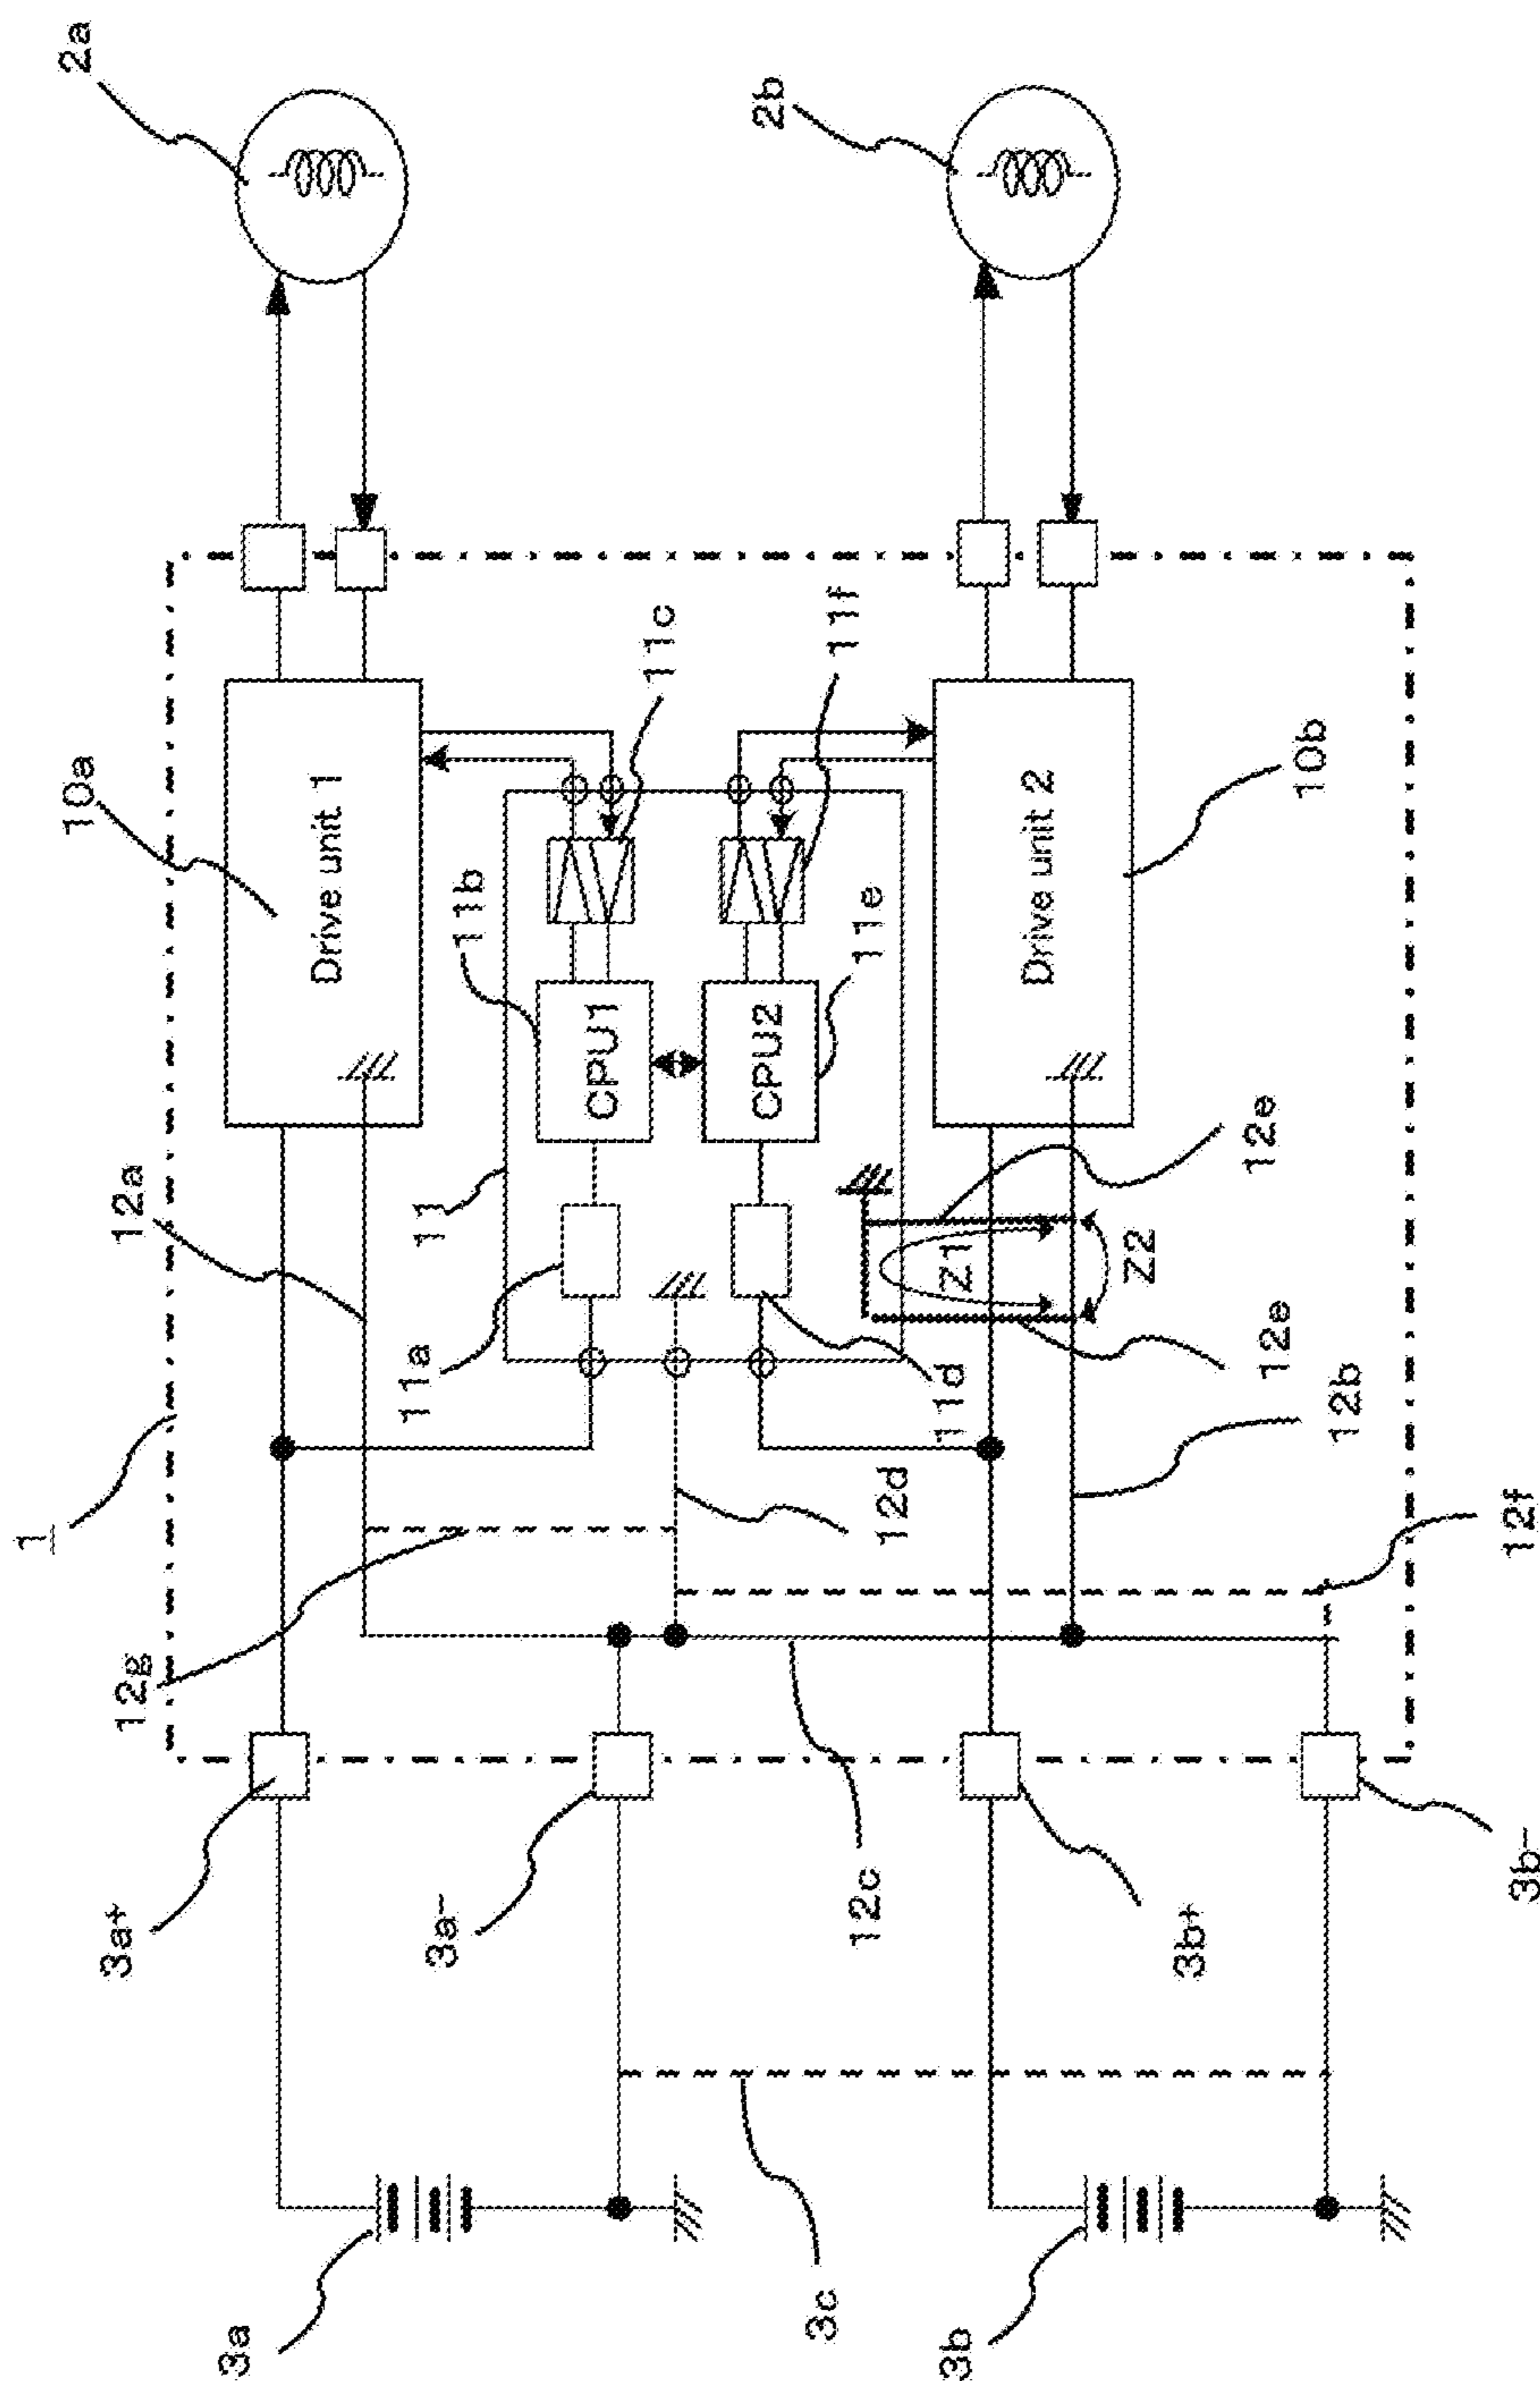 1
2a
2b
10a
Drive unit 1
11c
11f
11b
CPU1
CPU2
11e
Drive unit 2
10b
12a
11
11a
11d
Z1
Z2
12e
12e
12b
12d
12f
12g
12c
3a+
3a-
3b+
3b-
3a
3c
3b